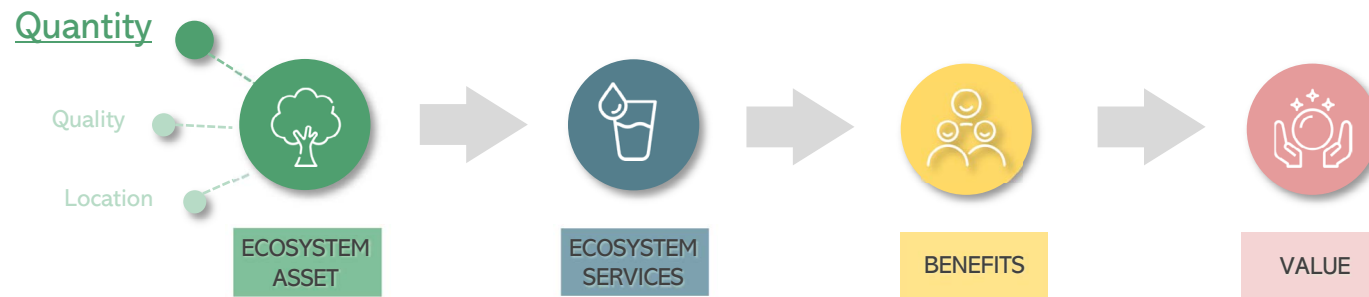 Quantity
Quality
Location
ECOSYSTEM
ASSET
ECOSYSTEM
SERVICES
BENEFITS
VALUE